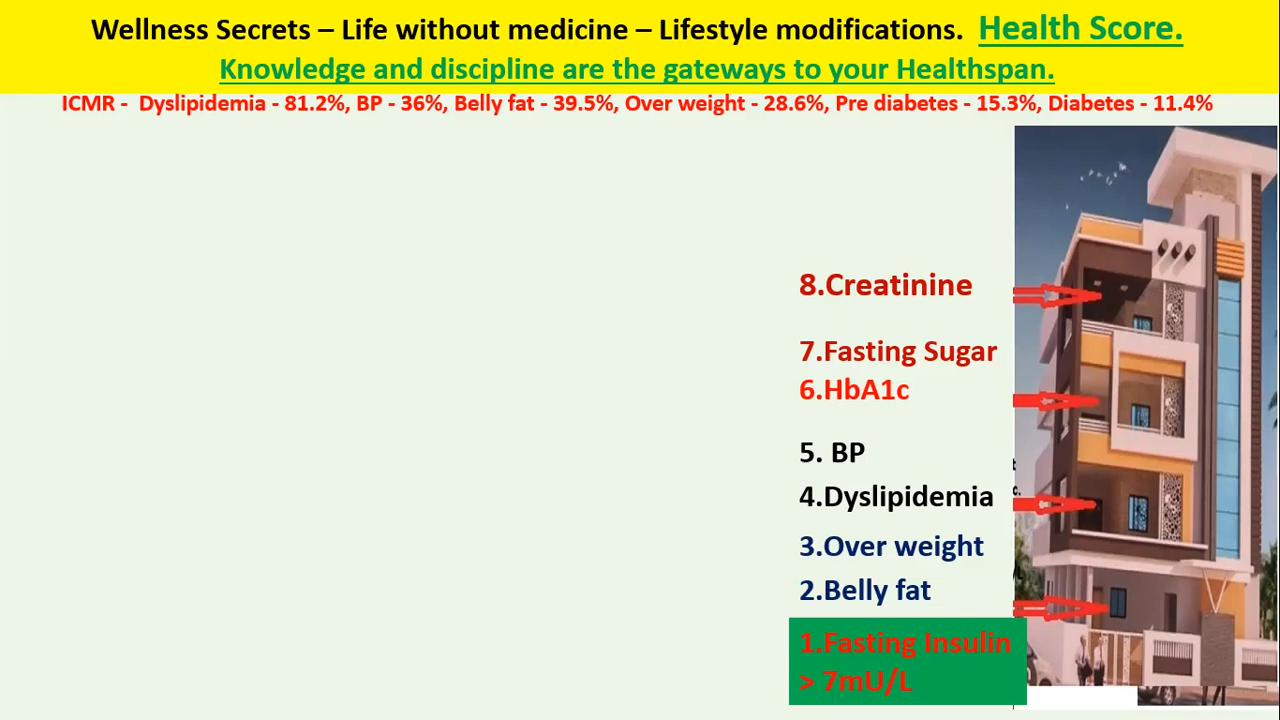 Wellness Secrets – Life without medicine – Lifestyle modifications. Health Score.
Knowledge and discipline are the gateways to your Healthspan.
ICMR - Dyslipidemia - 81.2%, BP - 36%, Belly fat - 39.5%, Over weight - 28.6%, Pre diabetes - 15.3%, Diabetes - 11.4%
8.Creatinine
7.Fasting Sugar
6.HbA1c
5. BP
4.Dyslipidemia
3.Over weight
2.Belly fat
1.Fasting Insulin
> 7mU/L